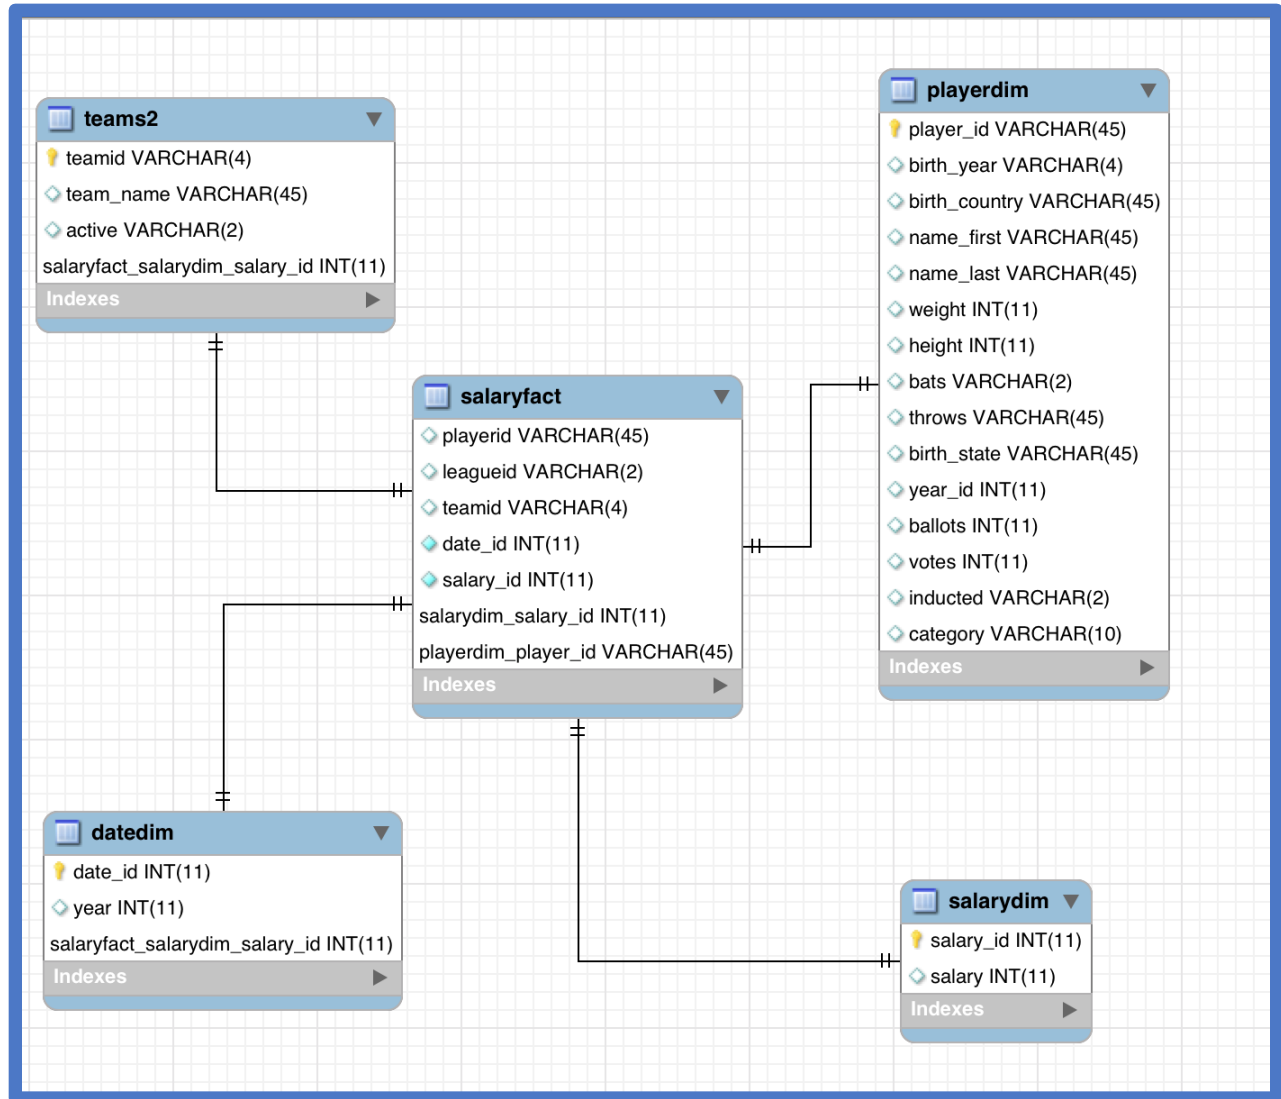 teams2
teamid VARCHAR(4)
team_name VARCHAR(45)
active VARCHAR(2)
salaryfact_salarydim_salary_id INT(11)
Indexes
playerdim
player_id VARCHAR(45)
birth_year VARCHAR(4)
birth_country VARCHAR(45)
name_first VARCHAR(45)
name_last VARCHAR(45)
weight INT(11)
height INT(11)
bats VARCHAR(2)
throws VARCHAR(45)
birth_state VARCHAR(45)
year_id INT(11)
ballots INT(11)
votes INT(11)
inducted VARCHAR(2)
category VARCHAR(10)
Indexes
salaryfact
playerid VARCHAR(45)
leagueid VARCHAR(2)
teamid VARCHAR(4)
date_id INT(11)
salary_id INT(11)
salarydim_salary_id INT(11)
playerdim_player_id VARCHAR(45)
Indexes
datedim
date_id INT(11)
year INT(11)
salaryfact_salarydim_salary_id INT(11)
Indexes
salarydim
salary_id INT(11)
salary INT(11)
Indexes